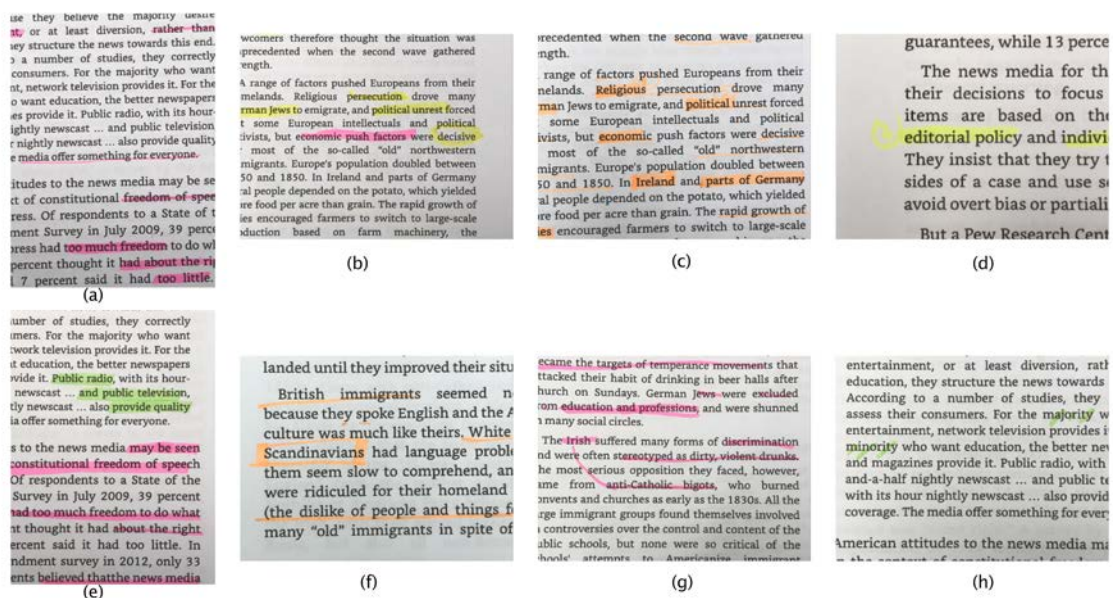 use they believe the majority desire
nt, or at least diversion, rather than
hey structure the news towards this end.
o a number of studies, they correctly
consumers. For the majority who want
nt, network television provides it. For the
o want education, the better newspapers
es provide it. Public radio, with its hour-
ightly newscast ... and public television
r nightly newscast ... also provide quality
e media offer something for everyone.
itudes to the news media may be se
ct of constitutional freedom of speech
ress. Of respondents to a State of t
ment Survey in July 2009, 39 percent
press had too much freedom to do wh
percent thought it had about the rig
d 7 percent said it had too little.
(a)
wcomers therefore thought the situation was
precedented when the second wave gathered
ength.
A range of factors pushed Europeans from their
melands. Religious persecution drove many
rman Jews to emigrate, and political unrest forced
t some European intellectuals and political
ivists, but economic push factors were decisive
most of the so-called "old" northwestern
migrants. Europe's population doubled between
50 and 1850. In Ireland and parts of Germany
ral people depended on the potato, which yielded
re food per acre than grain. The rapid growth of
ies encouraged farmers to switch to large-scale
oduction based on farm machinery, the
(b)
precedented when the second wave gathered
ength.
range of factors pushed Europeans from their
melands. Religious persecution drove many
man Jews to emigrate, and political unrest forced
some European intellectuals and political
ivists, but economic push factors were decisive
most of the so-called "old" northwestern
migrants. Europe's population doubled between
50 and 1850. In Ireland and parts of Germany
al people depended on the potato, which yielded
re food per acre than grain. The rapid growth of
ies encouraged farmers to switch to large-scale
(c)
guarantees, while 13 perce
The news media for th
their decisions to focus
items are based on the
editorial policy and indivi
They insist that they try t
sides of a case and use so
avoid overt bias or partiali
But a Pew Research Cent
(d)
umber of studies, they correctly
mers. For the majority who want
twork television provides it. For the
t education, the better newspapers
vide it. Public radio, with its hour-
newscast ... and public television,
tly newscast ... also provide quality
ia offer something for everyone.
s to the news media may be seen
onstitutional freedom of speech
Of respondents to a State of the
Survey in July 2009, 39 percent
had too much freedom to do what
nt thought it had about the right
ercent said it had too little. In
ndment survey in 2012, only 33
ents believed thatthe news media
(e)
landed until they improved their situ
British immigrants seemed n
because they spoke English and the A
culture was much like theirs. White
Scandinavians had language proble
them seem slow to comprehend, an
were ridiculed for their homeland
(the dislike of people and things f
many "old" immigrants in spite of
(f)
ecame the targets of temperance movements that
ttacked their habit of drinking in beer halls after
hurch on Sundays. German Jews were excluded
rom education and professions, and were shunned
n many social circles.
The Irish suffered many forms of discrimination
nd were often stereotyped as dirty, violent drunks.
he most serious opposition they faced, however,
ame from anti-Catholic bigots, who burned
onvents and churches as early as the 1830s. All the
rge immigrant groups found themselves involved
controversies over the control and content of the
ublic schools, but none were so critical of the
hools' attempts to Americanize immigrant
(g)
entertainment, or at least diversion, rath
education, they structure the news towards
According to a number of studies, they
assess their consumers. For the majority w
entertainment, network television provides i
minority who want education, the better new
and magazines provide it. Public radio, with
and-a-half nightly newscast ... and public te
with its hour nightly newscast ... also provid
coverage. The media offer something for ever
American attitudes to the news media ma
(h)